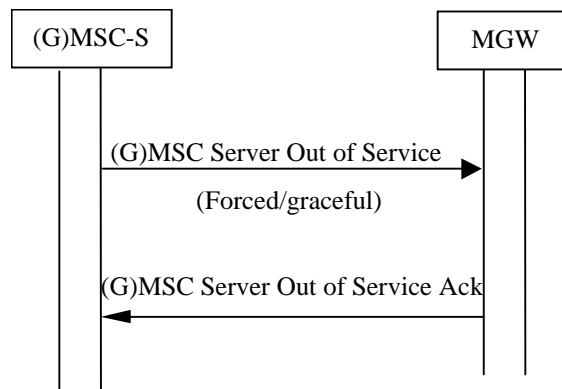 (G)MSC-S
MGW
(G)MSC Server Out of Service
(Forced/graceful)
(G)MSC Server Out of Service Ack